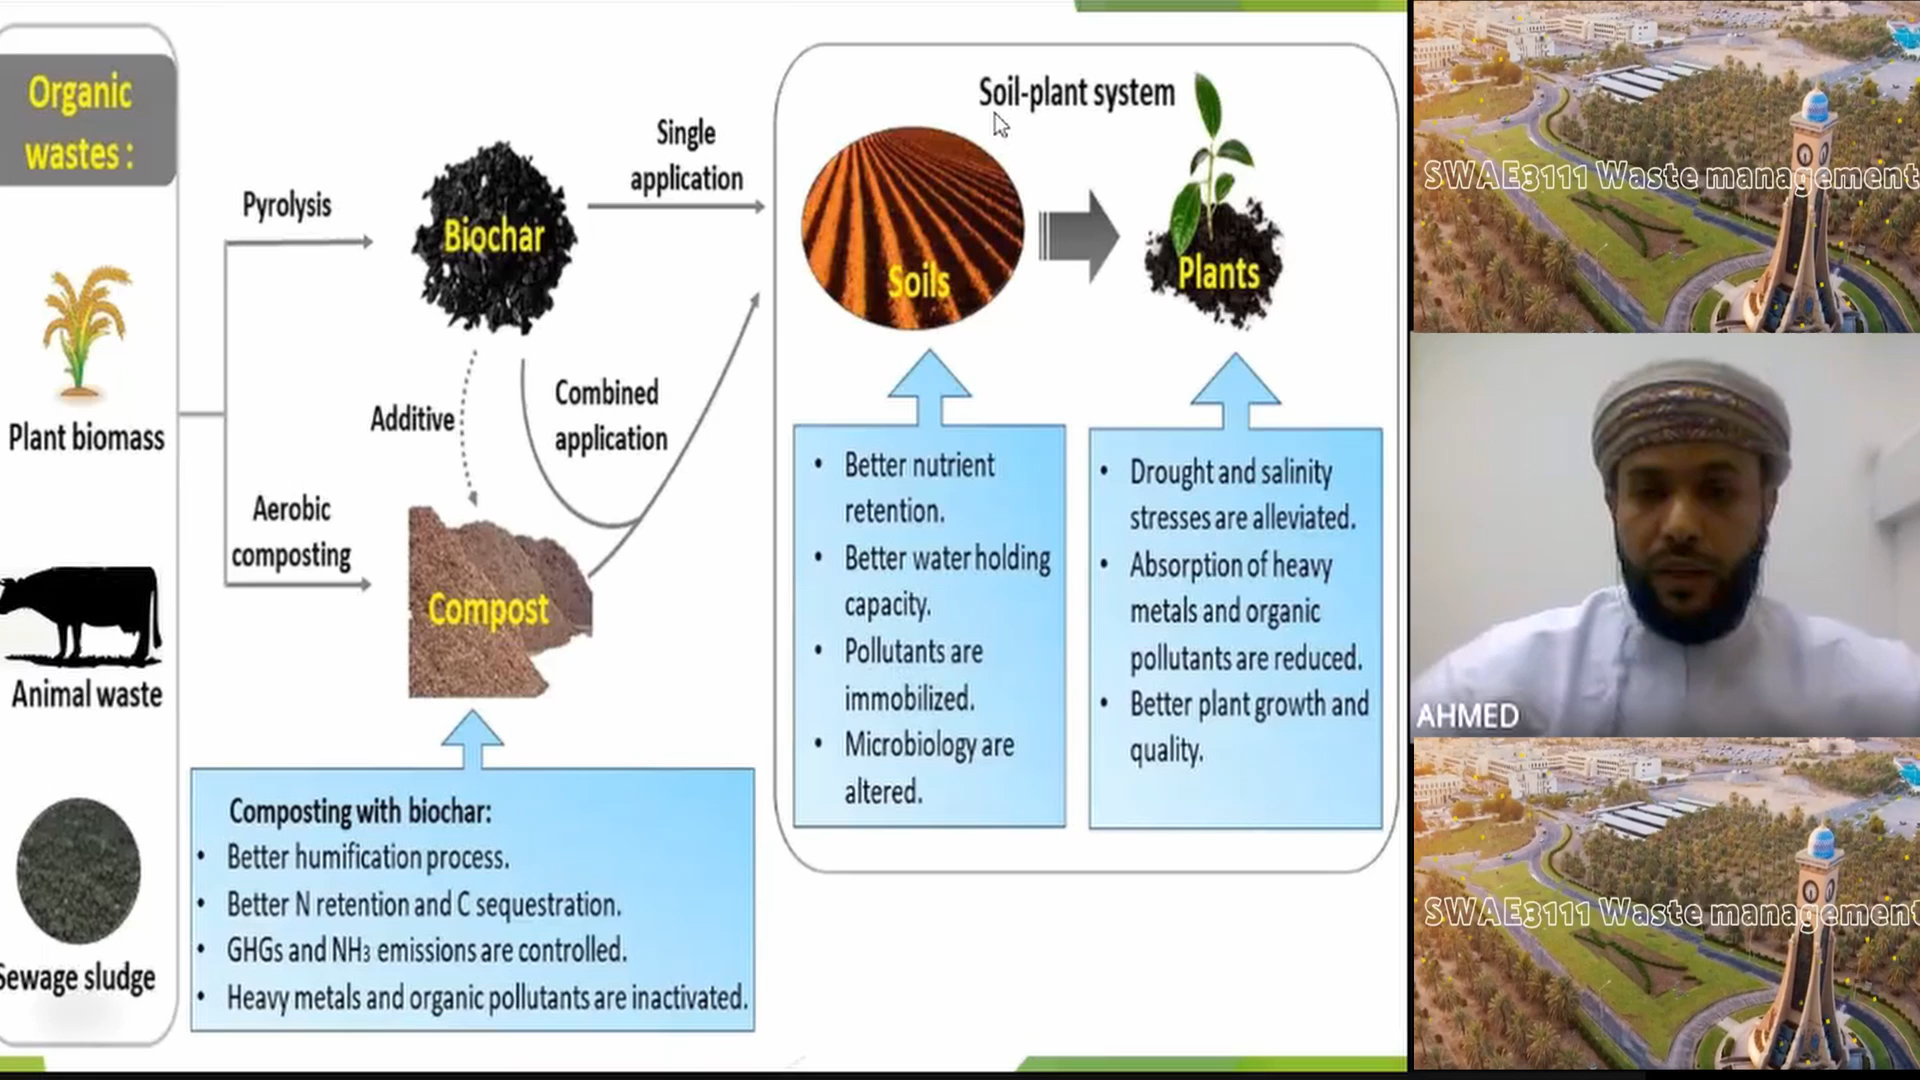 Organic
wastes :
Plant biomass
Animal waste
Sewage sludge
Pyrolysis
Aerobic
composting
Biochar
Additive
Compost
Single
application
Combined
application
Composting with biochar:
• Better humification process.
• Better N retention and C sequestration.
• GHGs and NH₃ emissions are controlled.
• Heavy metals and organic pollutants are inactivated.
Soil-plant system
Soils
Plants
• Better nutrient
retention.
• Better water holding
capacity.
• Pollutants are
immobilized.
• Microbiology are
altered.
• Drought and salinity
stresses are alleviated.
• Absorption of heavy
metals and organic
pollutants are reduced.
• Better plant growth and
quality.
SWAE3111 Waste management
AHMED
SWAE3111 Waste management